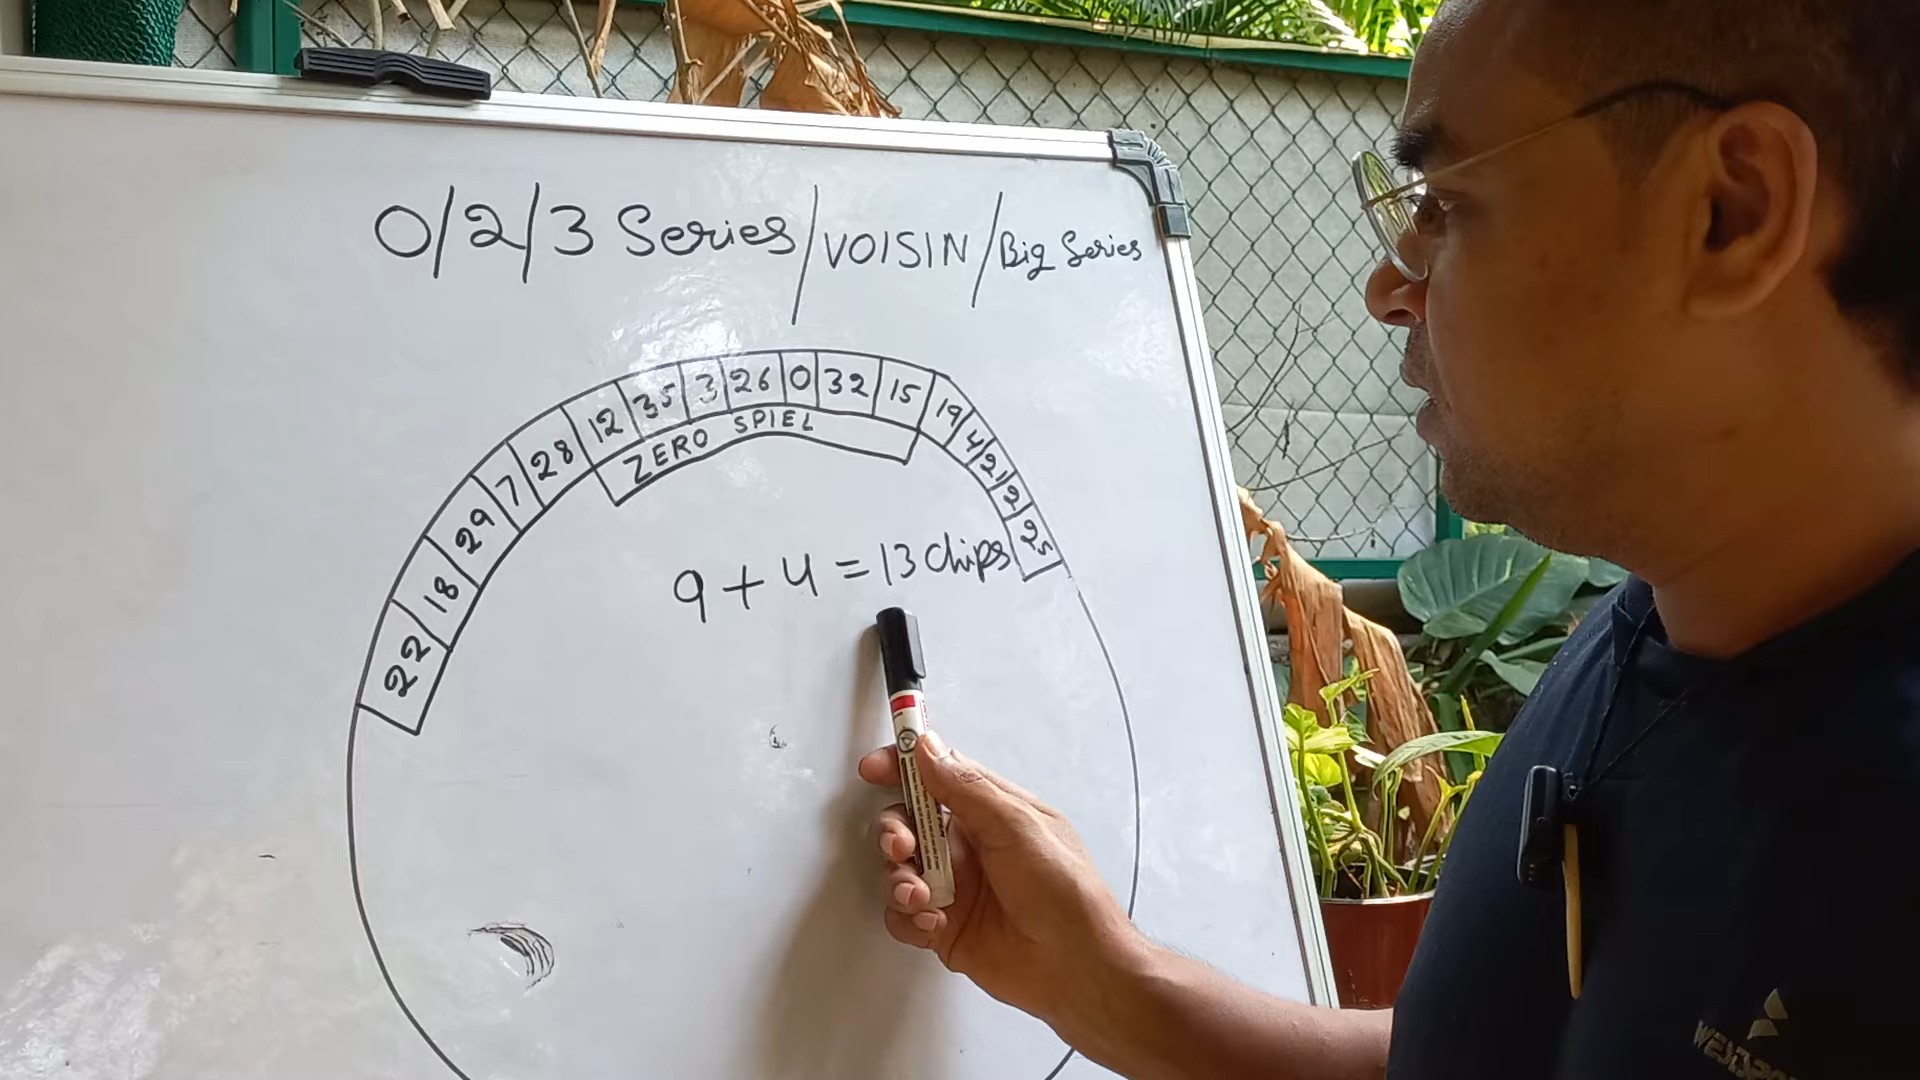 0/2/3 Series/VOISIN/Big Series
22 18 29 7 28 12 35 3 26 0 32 15 19 4 21 2 25
ZERO SPIEL
9 + 4 = 13 chips